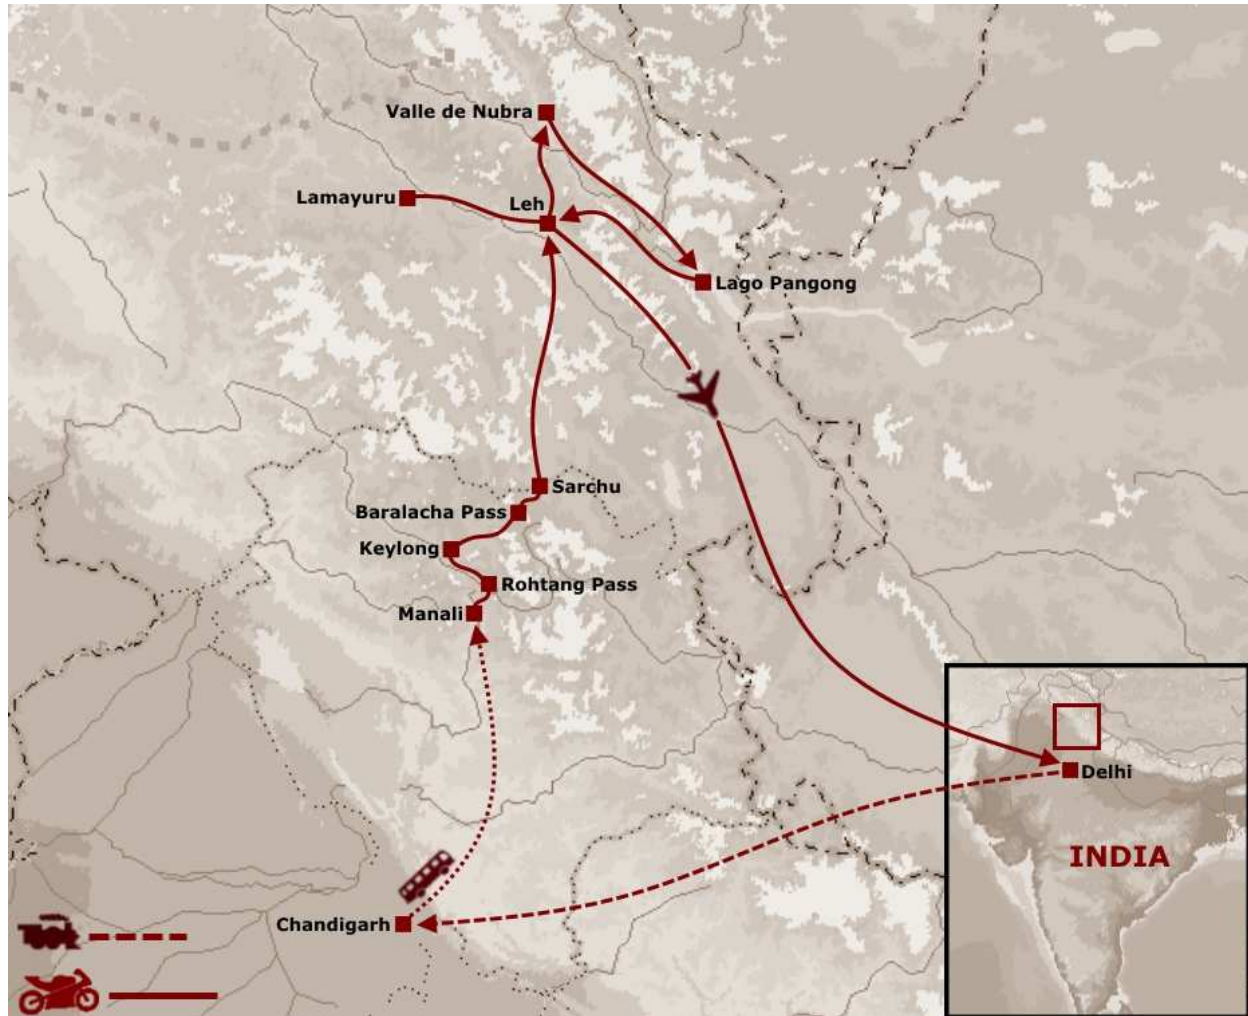 Valle de Nubra
Lamayuru
Leh
Lago Pangong
Sarchu
Baralacha Pass
Keylong
Rohtang Pass
Manali
Delhi
INDIA
Chandigarh